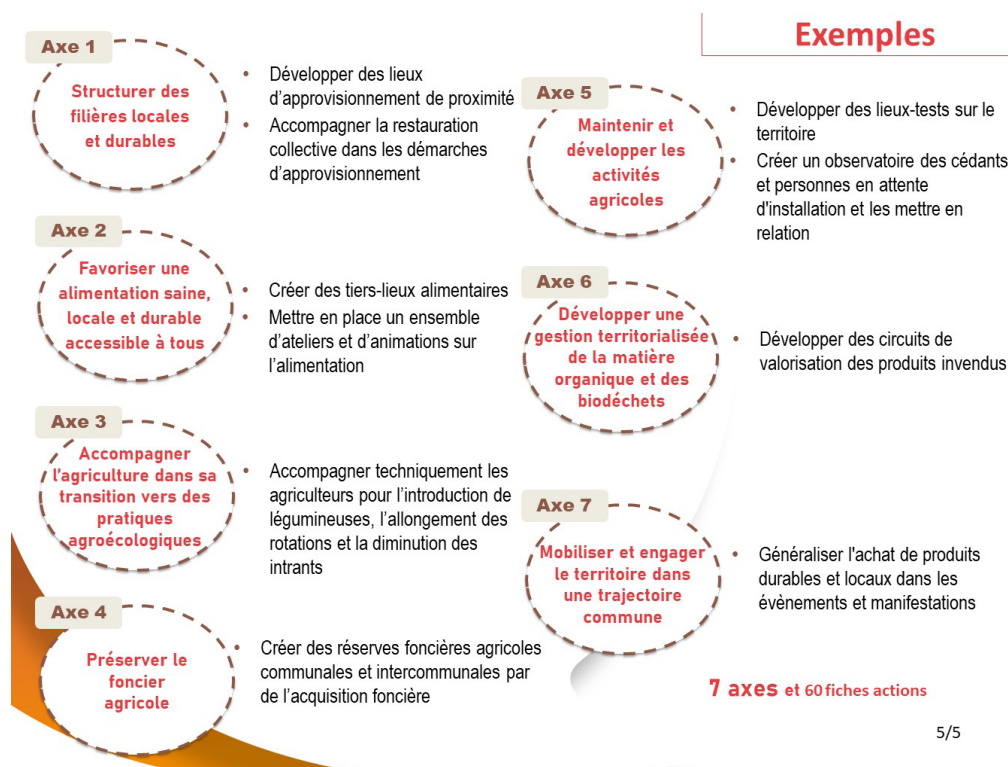 Exemples
Axe 1
Structurer des
filières locales
et durables
• Développer des lieux
d’approvisionnement de proximité
• Accompagner la restauration
collective dans les démarches
d’approvisionnement
Axe 2
Favoriser une
alimentation saine,
locale et durable
accessible à tous
• Créer des tiers-lieux alimentaires
• Mettre en place un ensemble
d’ateliers et d’animations sur
l’alimentation
Axe 3
Accompagner
l’agriculture dans sa
transition vers des
pratiques
agroécologiques
• Accompagner techniquement les
agriculteurs pour l’introduction de
légumineuses, l’allongement des
rotations et la diminution des
intrants
Axe 4
Préserver le
foncier
agricole
• Créer des réserves foncières agricoles
communales et intercommunales par
de l’acquisition foncière
Axe 5
Maintenir et
développer les
activités
agricoles
• Développer des lieux-tests sur le
territoire
• Créer un observatoire des cédants
et personnes en attente
d'installation et les mettre en
relation
Axe 6
Développer une
gestion territorialisée
de la matière
organique et des
biodéchets
• Développer des circuits de
valorisation des produits invendus
Axe 7
Mobiliser et engager
le territoire dans
une trajectoire
commune
• Généraliser l'achat de produits
durables et locaux dans les
évènements et manifestations
7 axes et 60 fiches actions
5/5